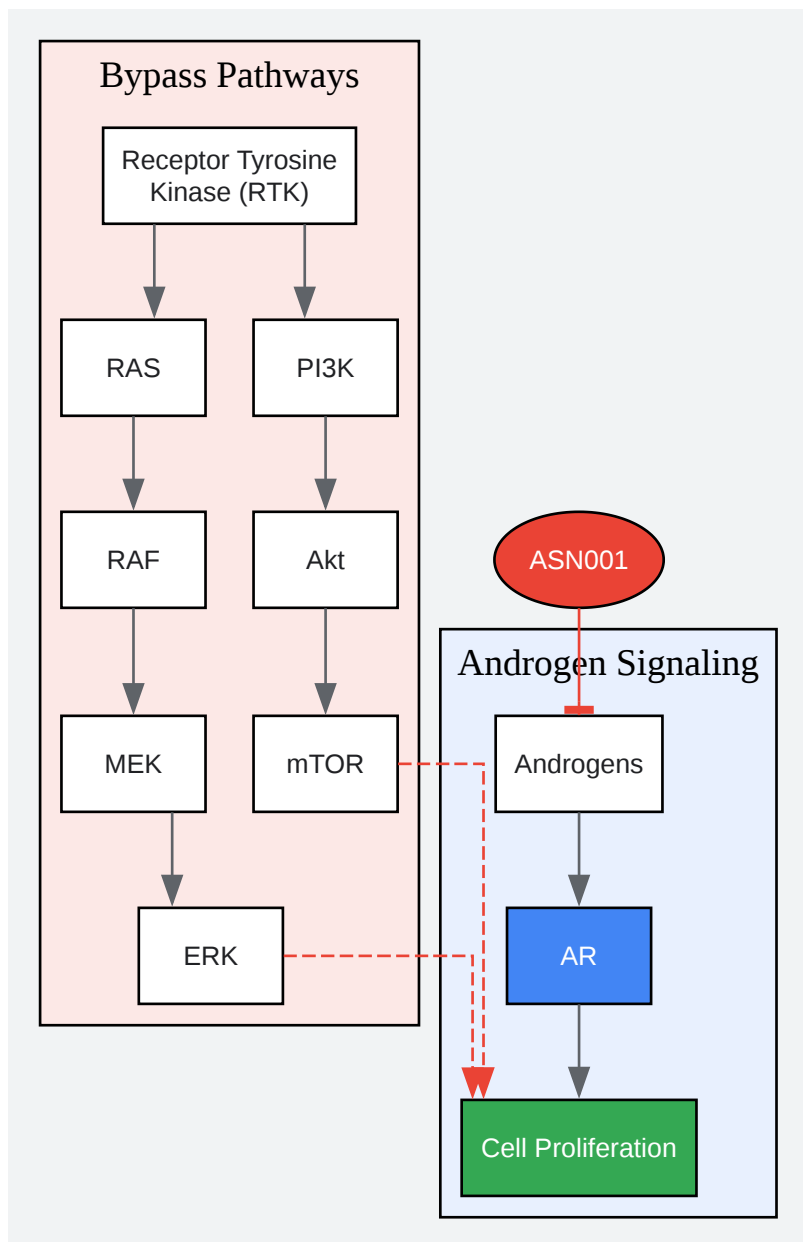 Bypass Pathways
Receptor Tyrosine
Kinase (RTK)
RAS
PI3K
RAF
Akt
ASN001
Androgen Signaling
MEK
mTOR
Androgens
ERK
AR
Cell Proliferation